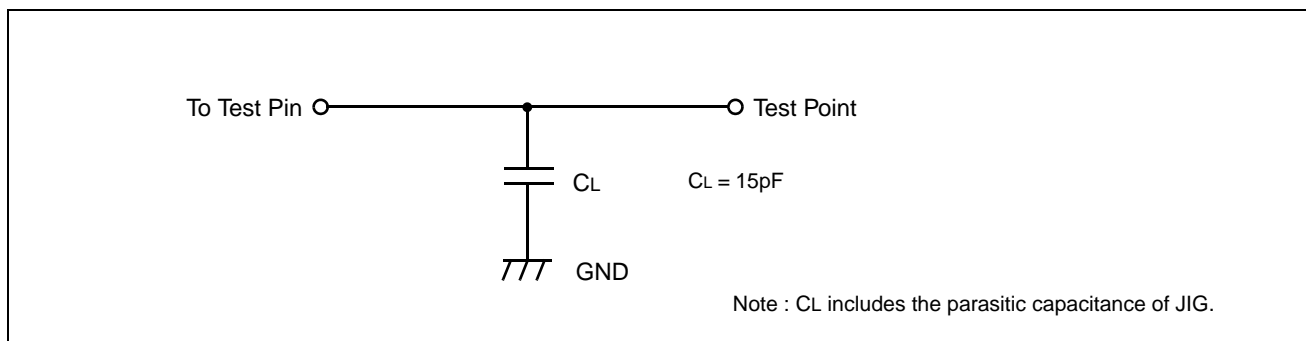 To Test Pin
Test Point
CL
CL = 15pF
GND
Note : CL includes the parasitic capacitance of JIG.